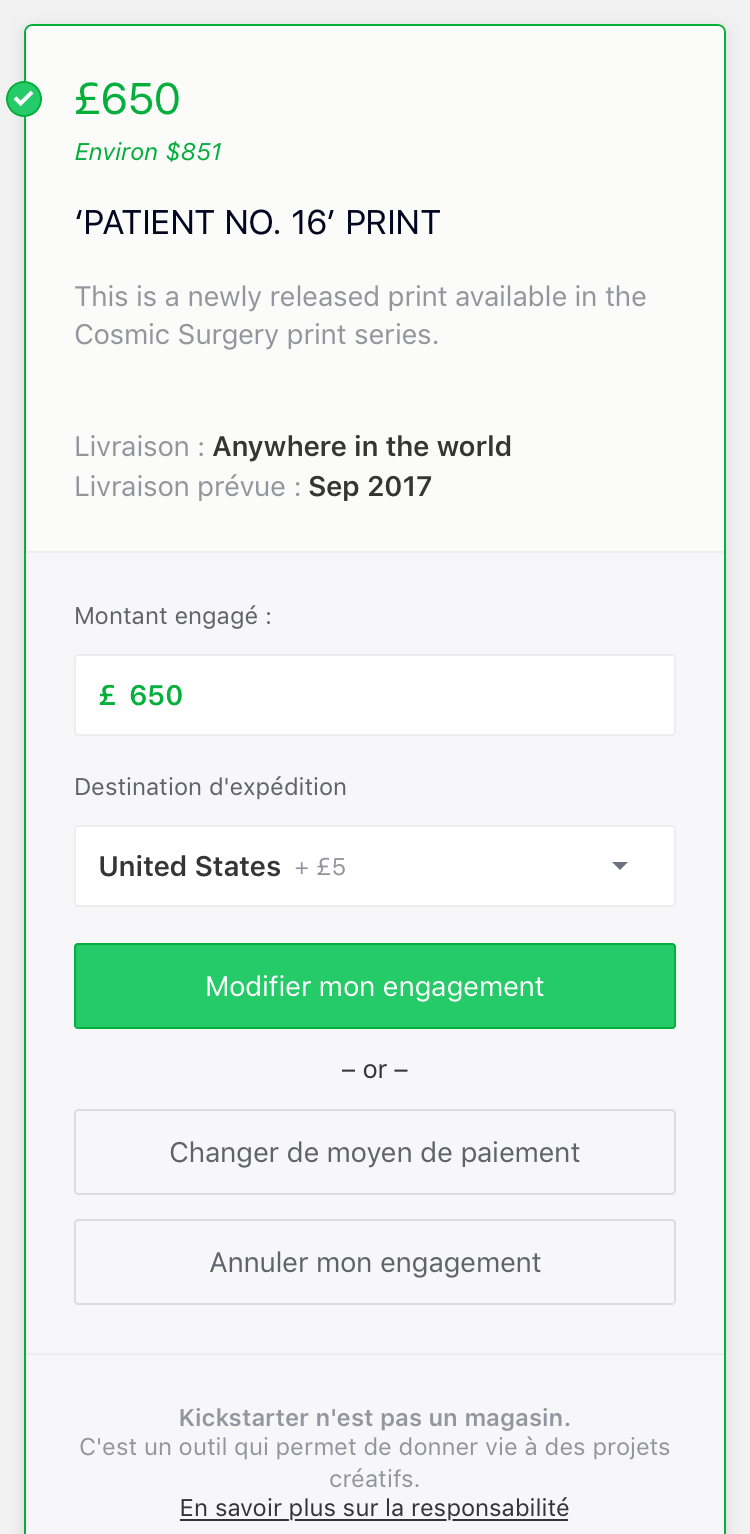 £650
Environ $851
‘PATIENT NO. 16’ PRINT
This is a newly released print available in the
Cosmic Surgery print series.
Livraison : Anywhere in the world
Livraison prévue : Sep 2017
Montant engagé :
£ 650
Destination d'expédition
United States + £5
Modifier mon engagement
– or –
Changer de moyen de paiement
Annuler mon engagement
Kickstarter n'est pas un magasin.
C'est un outil qui permet de donner vie à des projets
créatifs.
En savoir plus sur la responsabilité